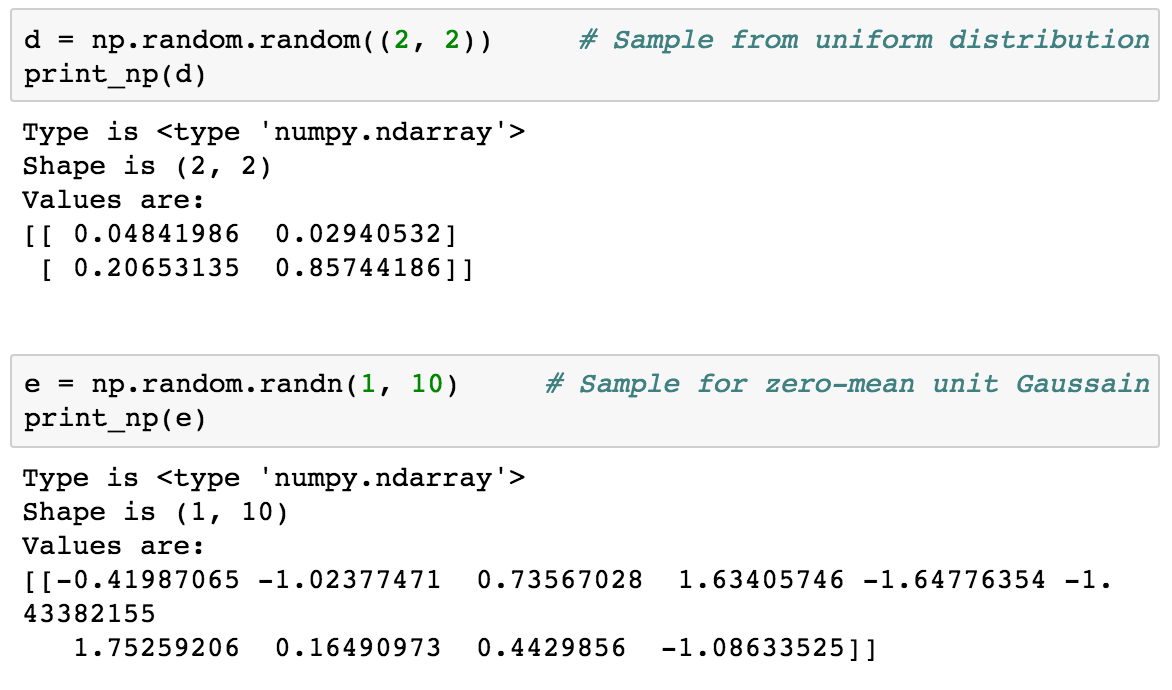 d = np.random.random((2, 2))     # Sample from uniform distribution
print_np(d)
Type is <type 'numpy.ndarray'>
Shape is (2, 2)
Values are:
[[ 0.04841986  0.02940532]
 [ 0.20653135  0.85744186]]
e = np.random.randn(1, 10)     # Sample for zero-mean unit Gaussain
print_np(e)
Type is <type 'numpy.ndarray'>
Shape is (1, 10)
Values are:
[[-0.41987065 -1.02377471  0.73567028  1.63405746 -1.64776354 -1.
43382155
   1.75259206  0.16490973  0.4429856  -1.08633525]]